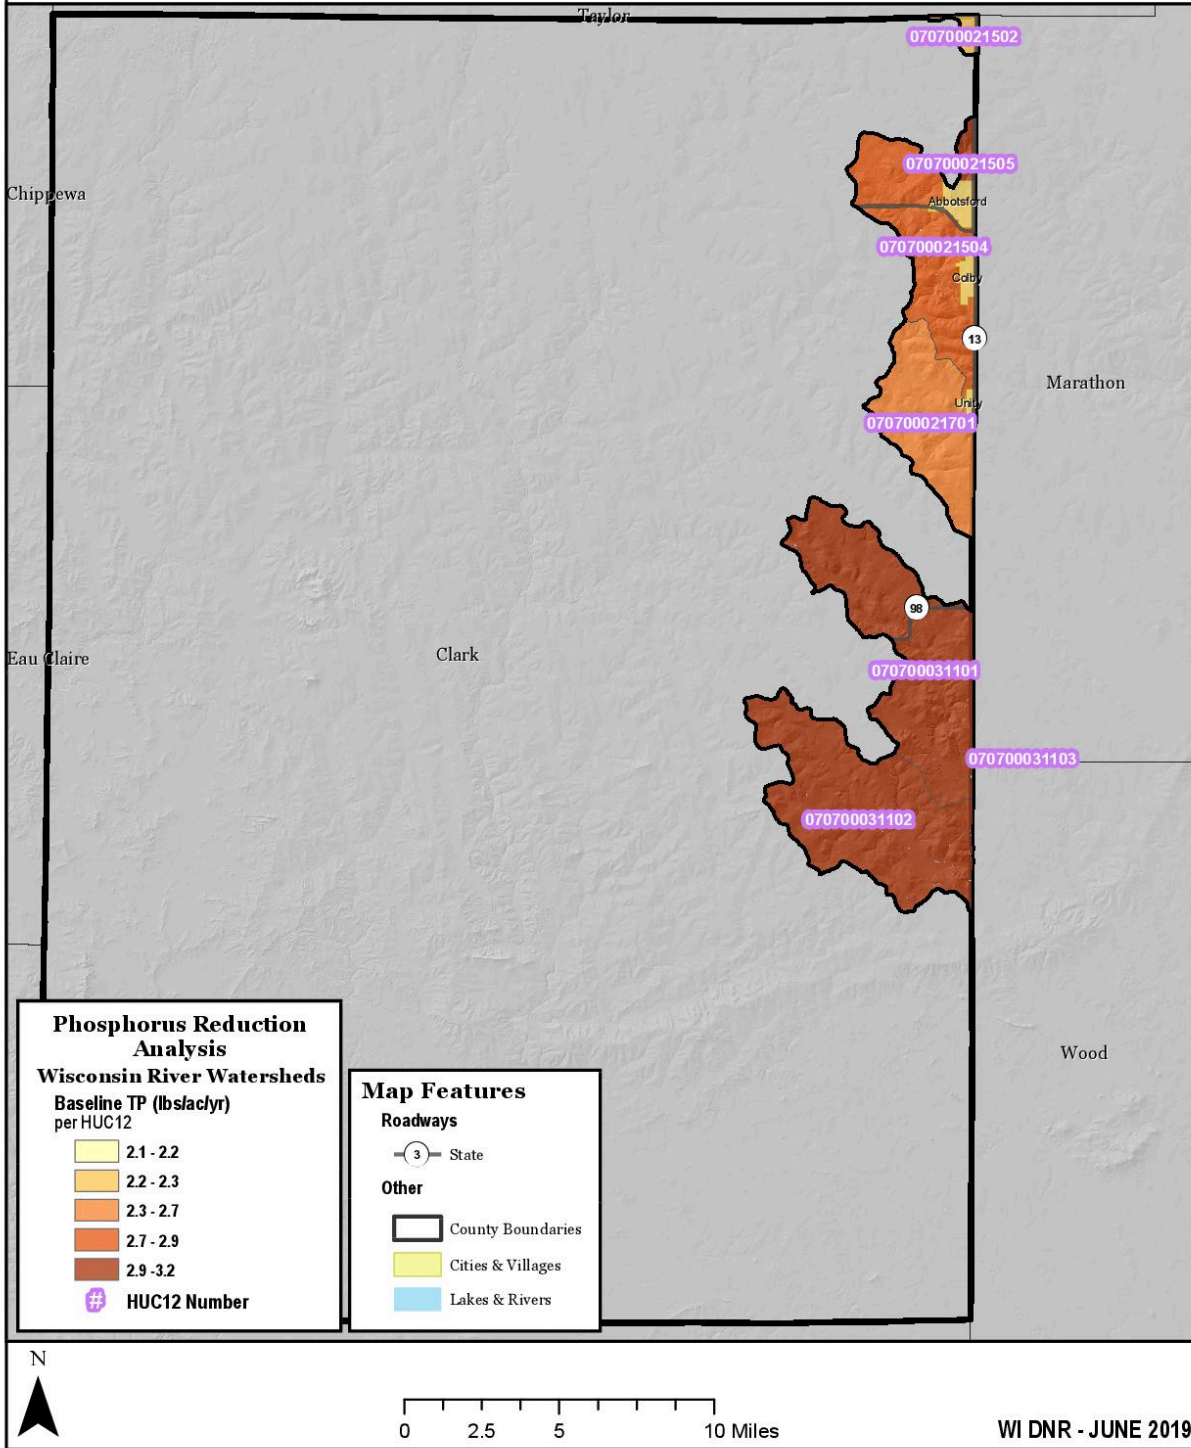 Taylor
070700021502
Chippewa
070700021505
Abbotsford
070700021504
Colby
13
Marathon
Unity
070700021701
98
Eau Claire
Clark
070700031101
070700031103
070700031102
Wood
Phosphorus Reduction
Analysis
Wisconsin River Watersheds
Baseline TP (lbs/ac/yr)
per HUC12
2.1 - 2.2
2.2 - 2.3
2.3 - 2.7
2.7 - 2.9
2.9 -3.2
# HUC12 Number
Map Features
Roadways
3 State
Other
County Boundaries
Cities & Villages
Lakes & Rivers
N
0 2.5 5 10 Miles
WI DNR - JUNE 2019